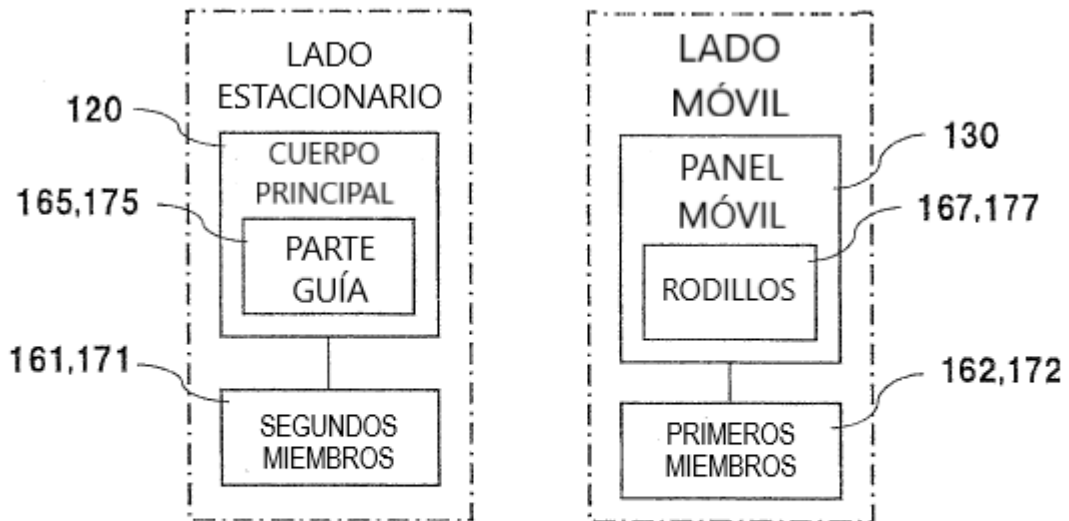 LADO
ESTACIONARIO
120
CUERPO
PRINCIPAL
165,175
PARTE
GUÍA
161,171
SEGUNDOS
MIEMBROS
LADO
MÓVIL
130
PANEL
MÓVIL
167,177
RODILLOS
162,172
PRIMEROS
MIEMBROS